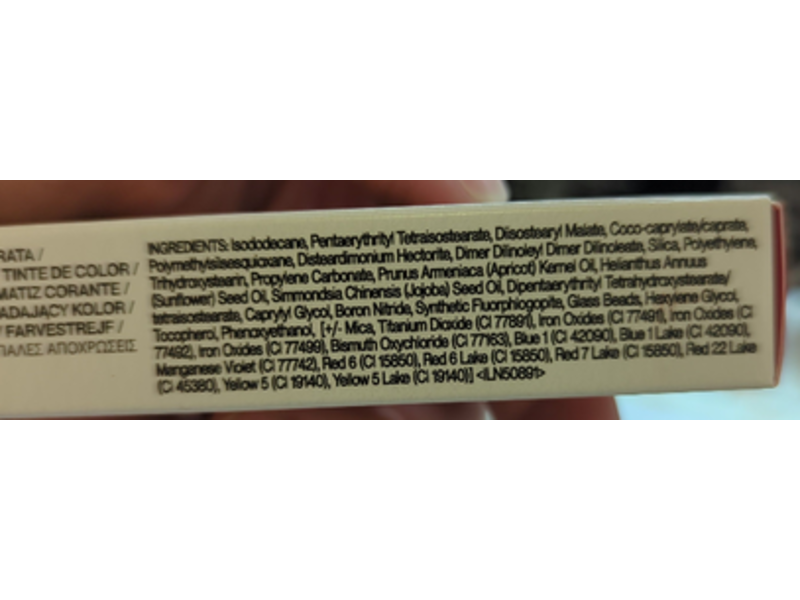 RATA /
TINTE DE COLOR /
MATIZ CORANTE /
ADAJĄCY KOLOR /
FARVESTREJF /
ΠΑΛΕΣ ΑΠΟΧΡΩΣΕΙΣ
INGREDIENTS: Isododecane, Pentaerythrityl Tetraisostearate, Diisostearyl Malate, Coco-caprylate/caprate,
Polymethylsilsesquioxane, Disteardimonium Hectorite, Dimer Dilinoleyl Dimer Dilinoleate, Silica, Polyethylene,
Trihydroxystearin, Propylene Carbonate, Prunus Armeniaca (Apricot) Kernel Oil, Helianthus Annuus
(Sunflower) Seed Oil, Simmondsia Chinensis (Jojoba) Seed Oil, Dipentaerythrityl Tetrahydroxystearate/
tetraisostearate, Caprylyl Glycol, Boron Nitride, Synthetic Fluorphlogopite, Glass Beads, Hexylene Glycol,
Tocopherol, Phenoxyethanol, [+/- Mica, Titanium Dioxide (CI 77891), Iron Oxides (CI 77491), Iron Oxides (CI
77492), Iron Oxides (CI 77499), Bismuth Oxychloride (CI 77163), Blue 1 (CI 42090), Blue 1 Lake (CI 42090),
Manganese Violet (CI 77742), Red 6 (CI 15850), Red 6 Lake (CI 15850), Red 7 Lake (CI 15850), Red 22 Lake
(CI 45380), Yellow 5 (CI 19140), Yellow 5 Lake (CI 19140)] <ILN50891>